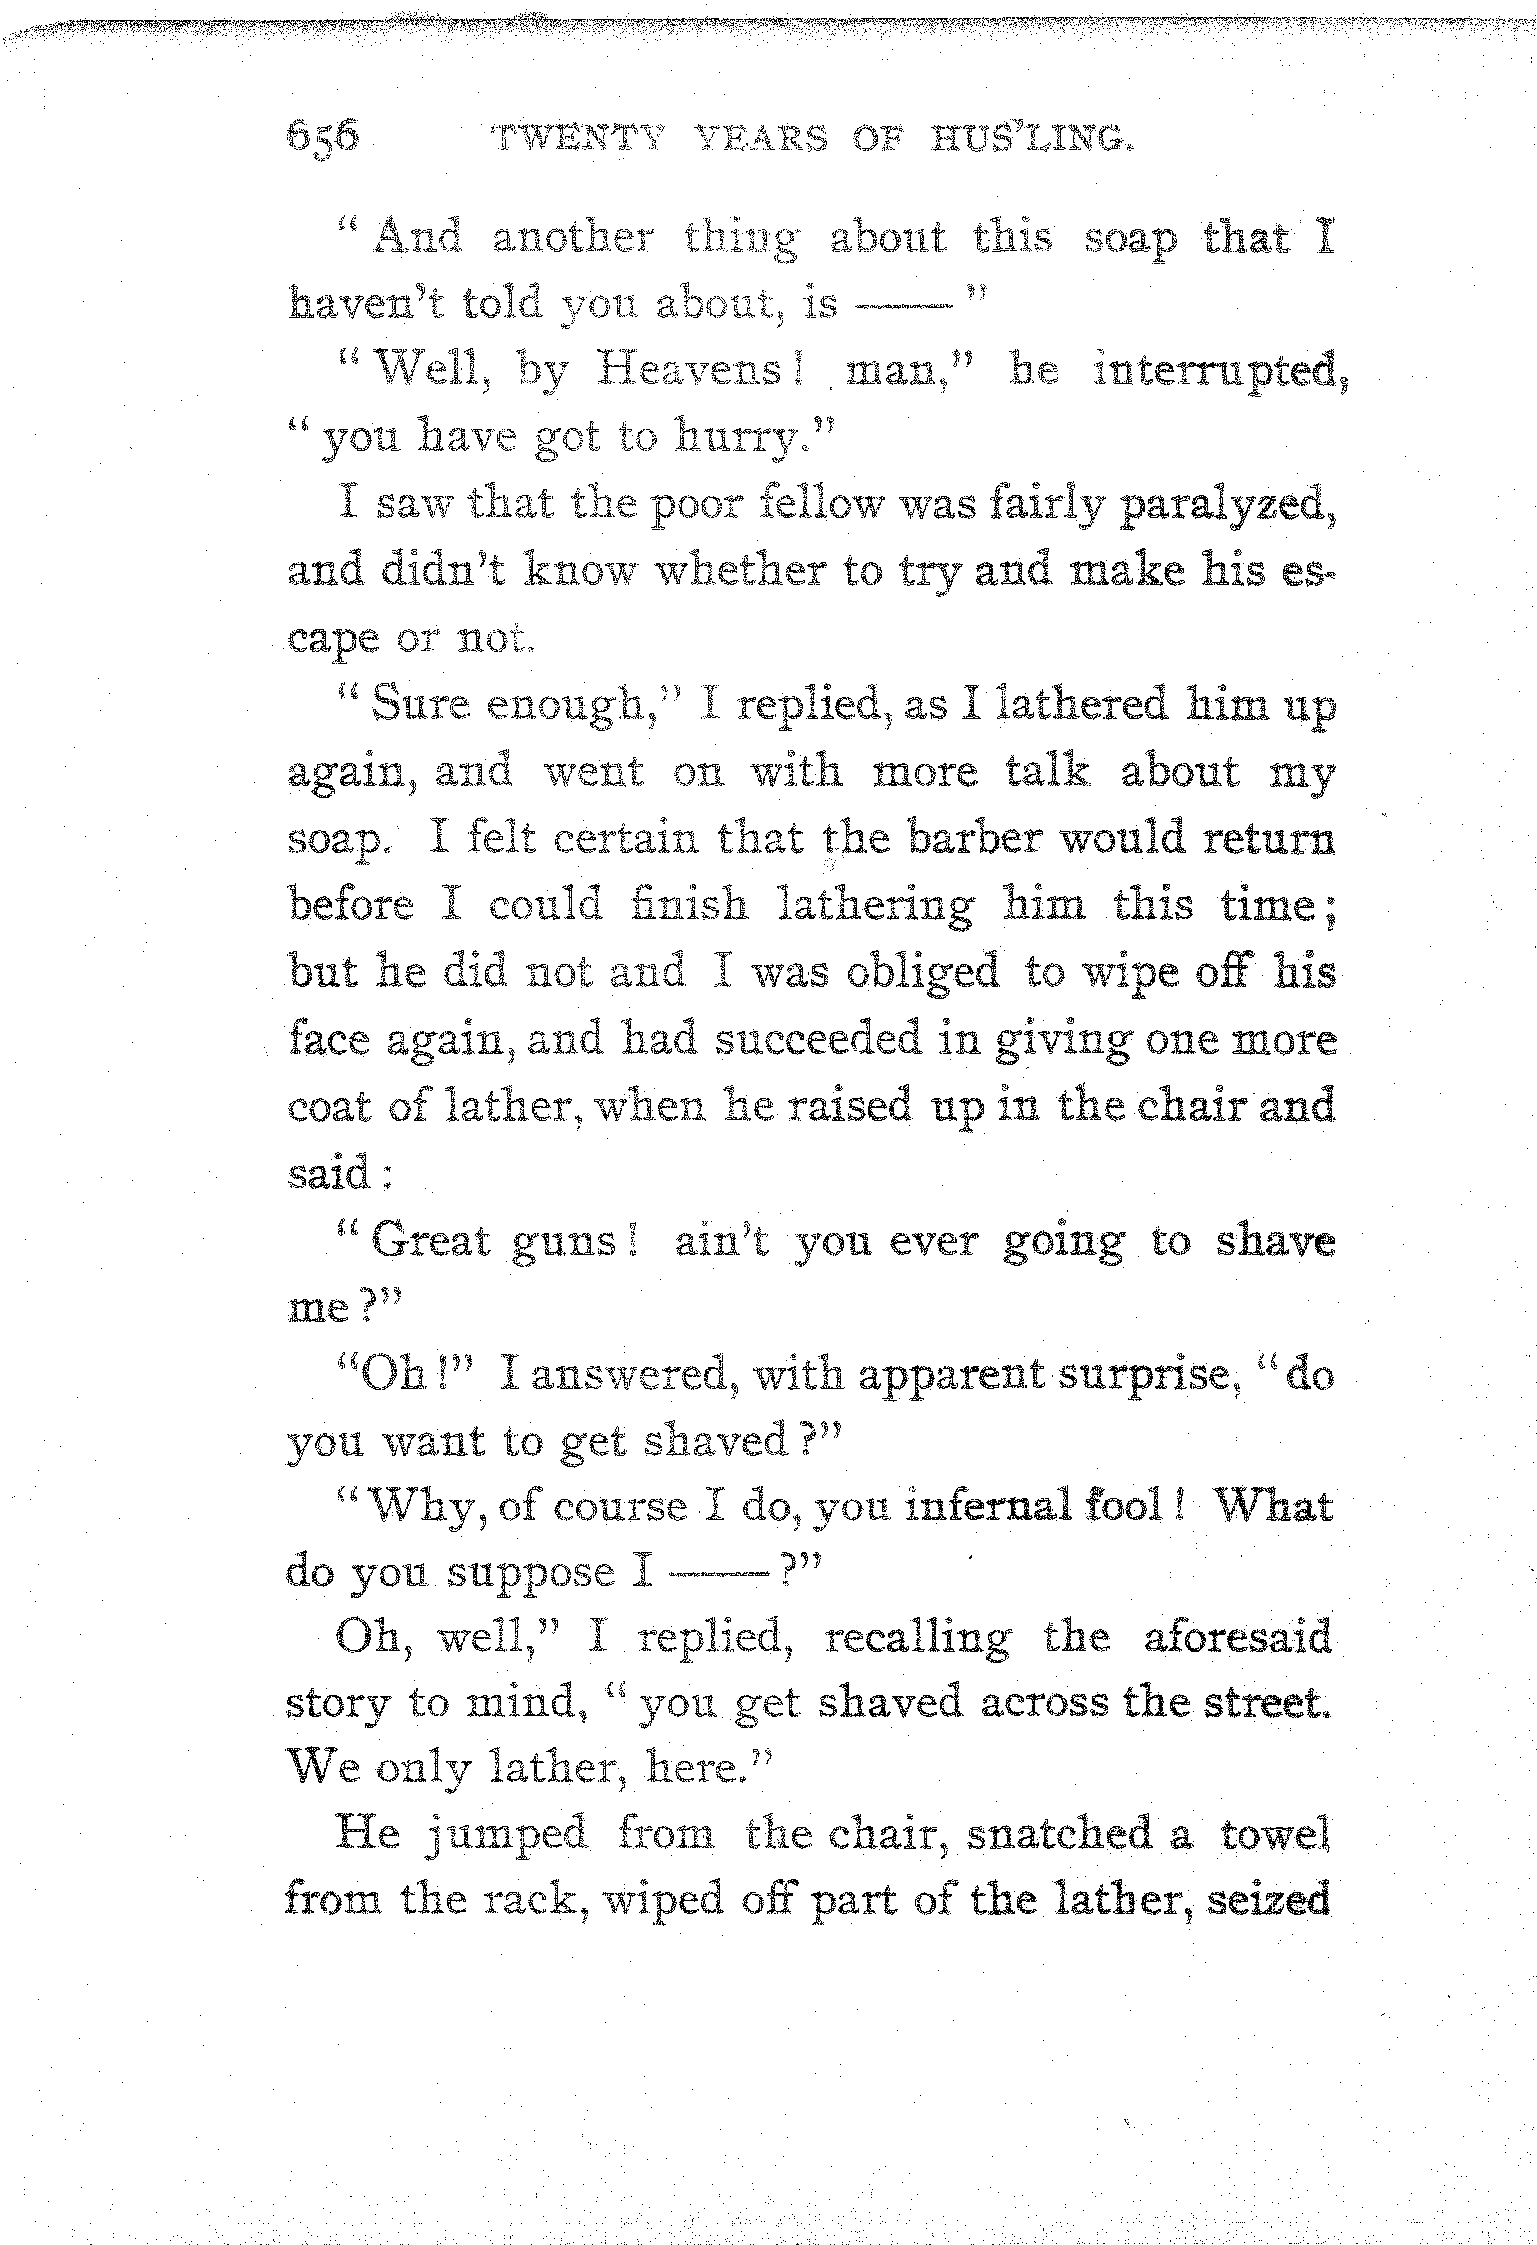 656 TWENTY YEARS OF HUS'LING.
“ And another thing about this soap that I
haven't told you about, is —— ”
“ Well, by Heavens! man,” he interrupted,
“ you have got to hurry.”
I saw that the poor fellow was fairly paralyzed,
and didn't know whether to try and make his es-
cape or not.
“ Sure enough,” I replied, as I lathered him up
again, and went on with more talk about my
soap. I felt certain that the barber would return
before I could finish lathering him this time;
but he did not and I was obliged to wipe off his
face again, and had succeeded in giving one more
coat of lather, when he raised up in the chair and
said :
“ Great guns! ain't you ever going to shave
me ?”
“Oh !” I answered, with apparent surprise, “ do
you want to get shaved ?”
“ Why, of course I do, you infernal fool! What
do you suppose I —— ?”
Oh, well,” I replied, recalling the aforesaid
story to mind, “ you get shaved across the street.
We only lather, here.”
He jumped from the chair, snatched a towel
from the rack, wiped off part of the lather, seized